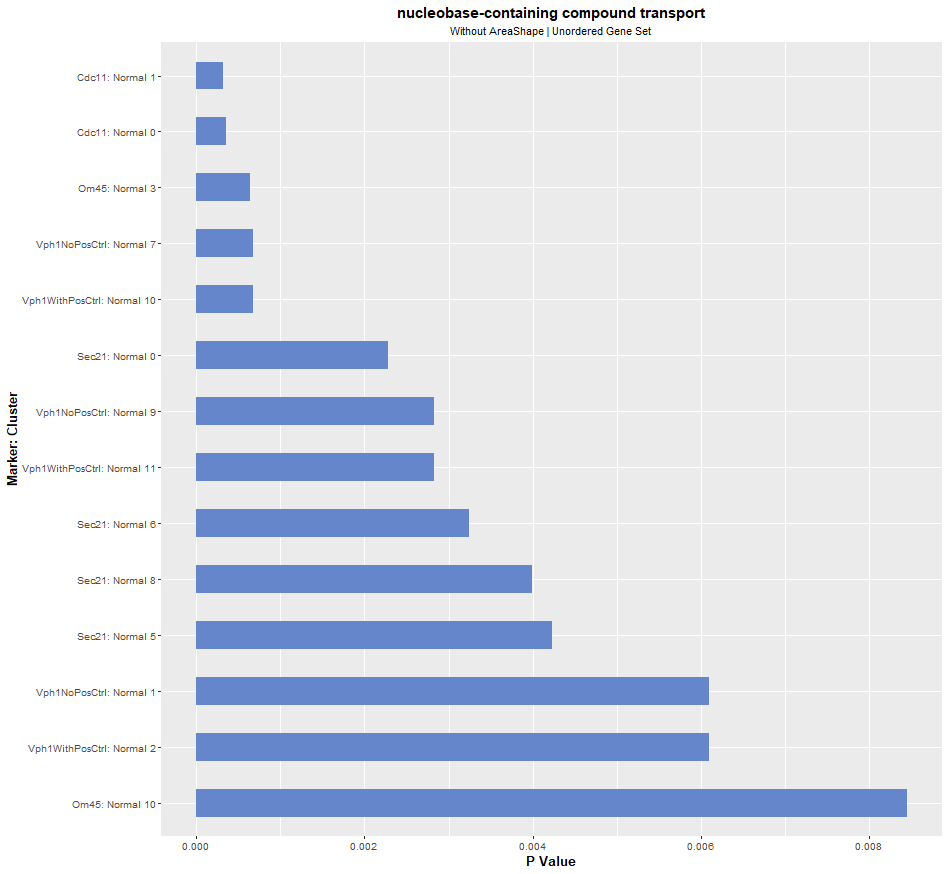 nucleobase-containing compound transport
Without AreaShape | Unordered Gene Set
Marker: Cluster
Cdc11: Normal 1
Cdc11: Normal 0
Om45: Normal 3
Vph1NoPosCtrl: Normal 7
Vph1WithPosCtrl: Normal 10
Sec21: Normal 0
Vph1NoPosCtrl: Normal 9
Vph1WithPosCtrl: Normal 11
Sec21: Normal 6
Sec21: Normal 8
Sec21: Normal 5
Vph1NoPosCtrl: Normal 1
Vph1WithPosCtrl: Normal 2
Om45: Normal 10
0.000 0.002 0.004 0.006 0.008
P Value